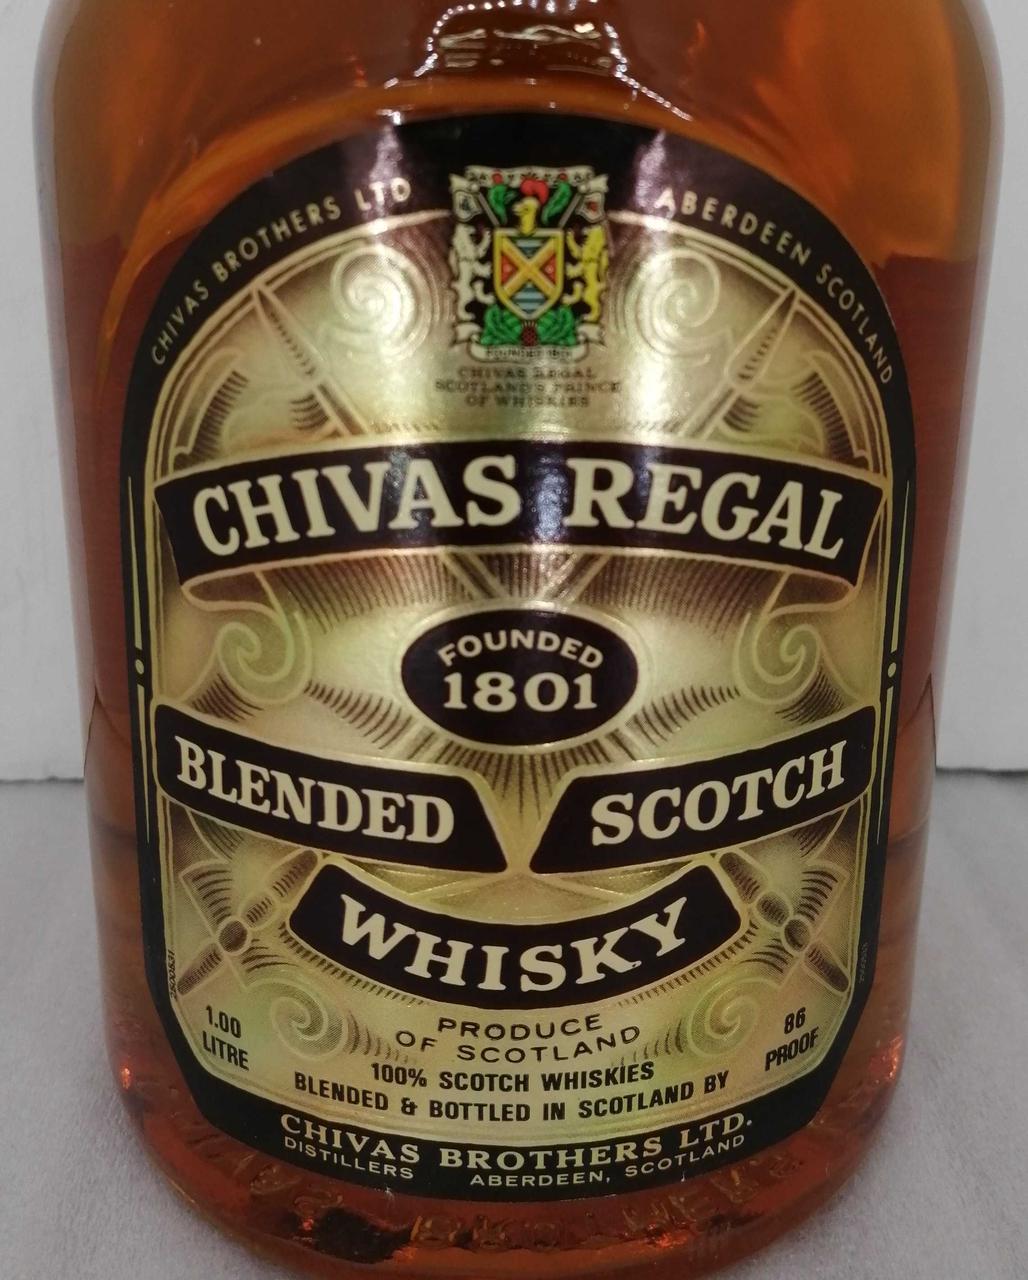 CHIVAS BROTHERS LTD
ABERDEEN SCOTLAND
FOUNDED 1801
CHIVAS REGAL
SCOTLAND'S PRINCE
OF WHISKIES
CHIVAS REGAL
FOUNDED
1801
BLENDED
SCOTCH
WHISKY
PRODUCE
OF SCOTLAND
1.00
LITRE
86
PROOF
100% SCOTCH WHISKIES
BLENDED & BOTTLED IN SCOTLAND BY
CHIVAS BROTHERS LTD.
DISTILLERS ABERDEEN, SCOTLAND